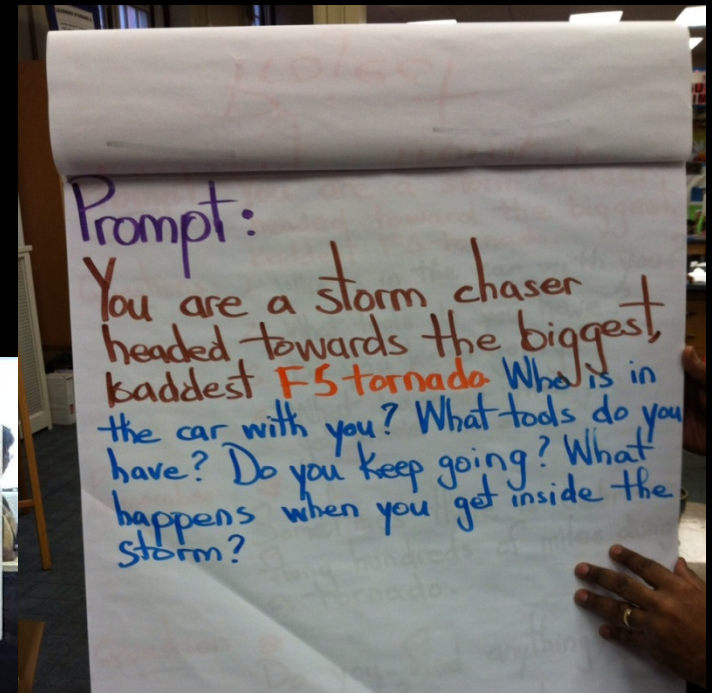 Prompt:
You are a storm chaser
headed towards the biggest,
baddest F5 tornado. Who is in
the car with you? What tools do you
have? Do you keep going? What
happens when you get inside the
storm?